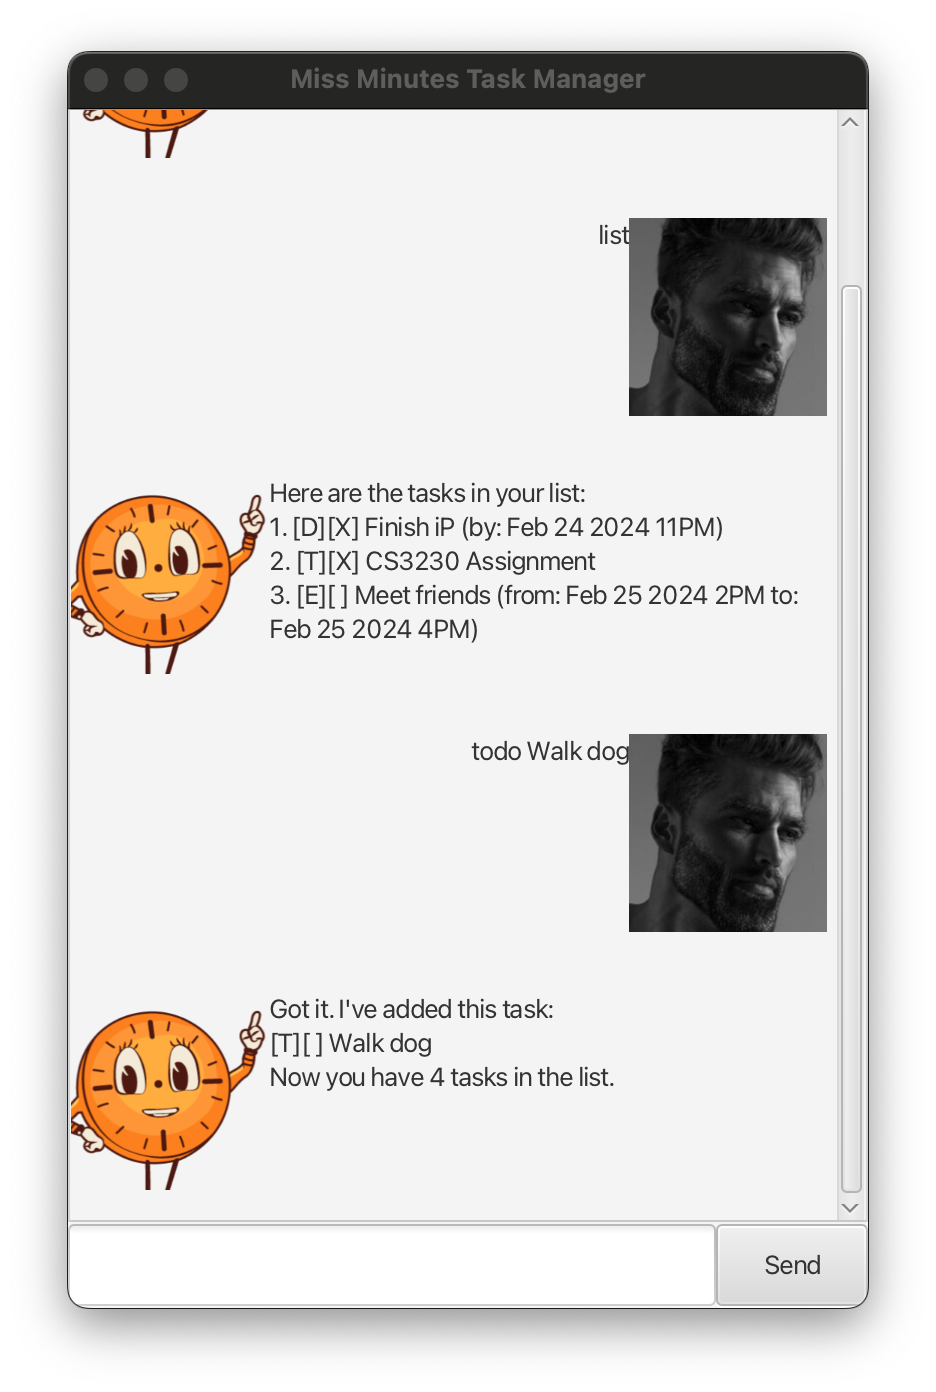 Miss Minutes Task Manager
list
Here are the tasks in your list:
1. [D][X] Finish iP (by: Feb 24 2024 11PM)
2. [T][X] CS3230 Assignment
3. [E][ ] Meet friends (from: Feb 25 2024 2PM to:
Feb 25 2024 4PM)
todo Walk dog
Got it. I've added this task:
[T][ ] Walk dog
Now you have 4 tasks in the list.
Send